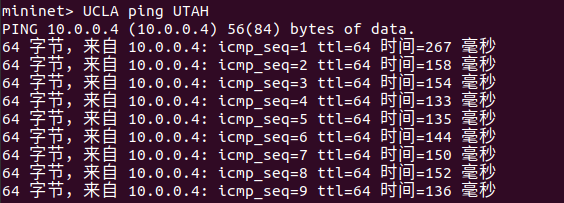 mininet> UCLA ping UTAH
PING 10.0.0.4 (10.0.0.4) 56(84) bytes of data.
64 字节，来自 10.0.0.4: icmp_seq=1 ttl=64 时间=267 毫秒
64 字节，来自 10.0.0.4: icmp_seq=2 ttl=64 时间=158 毫秒
64 字节，来自 10.0.0.4: icmp_seq=3 ttl=64 时间=154 毫秒
64 字节，来自 10.0.0.4: icmp_seq=4 ttl=64 时间=133 毫秒
64 字节，来自 10.0.0.4: icmp_seq=5 ttl=64 时间=135 毫秒
64 字节，来自 10.0.0.4: icmp_seq=6 ttl=64 时间=144 毫秒
64 字节，来自 10.0.0.4: icmp_seq=7 ttl=64 时间=150 毫秒
64 字节，来自 10.0.0.4: icmp_seq=8 ttl=64 时间=152 毫秒
64 字节，来自 10.0.0.4: icmp_seq=9 ttl=64 时间=136 毫秒